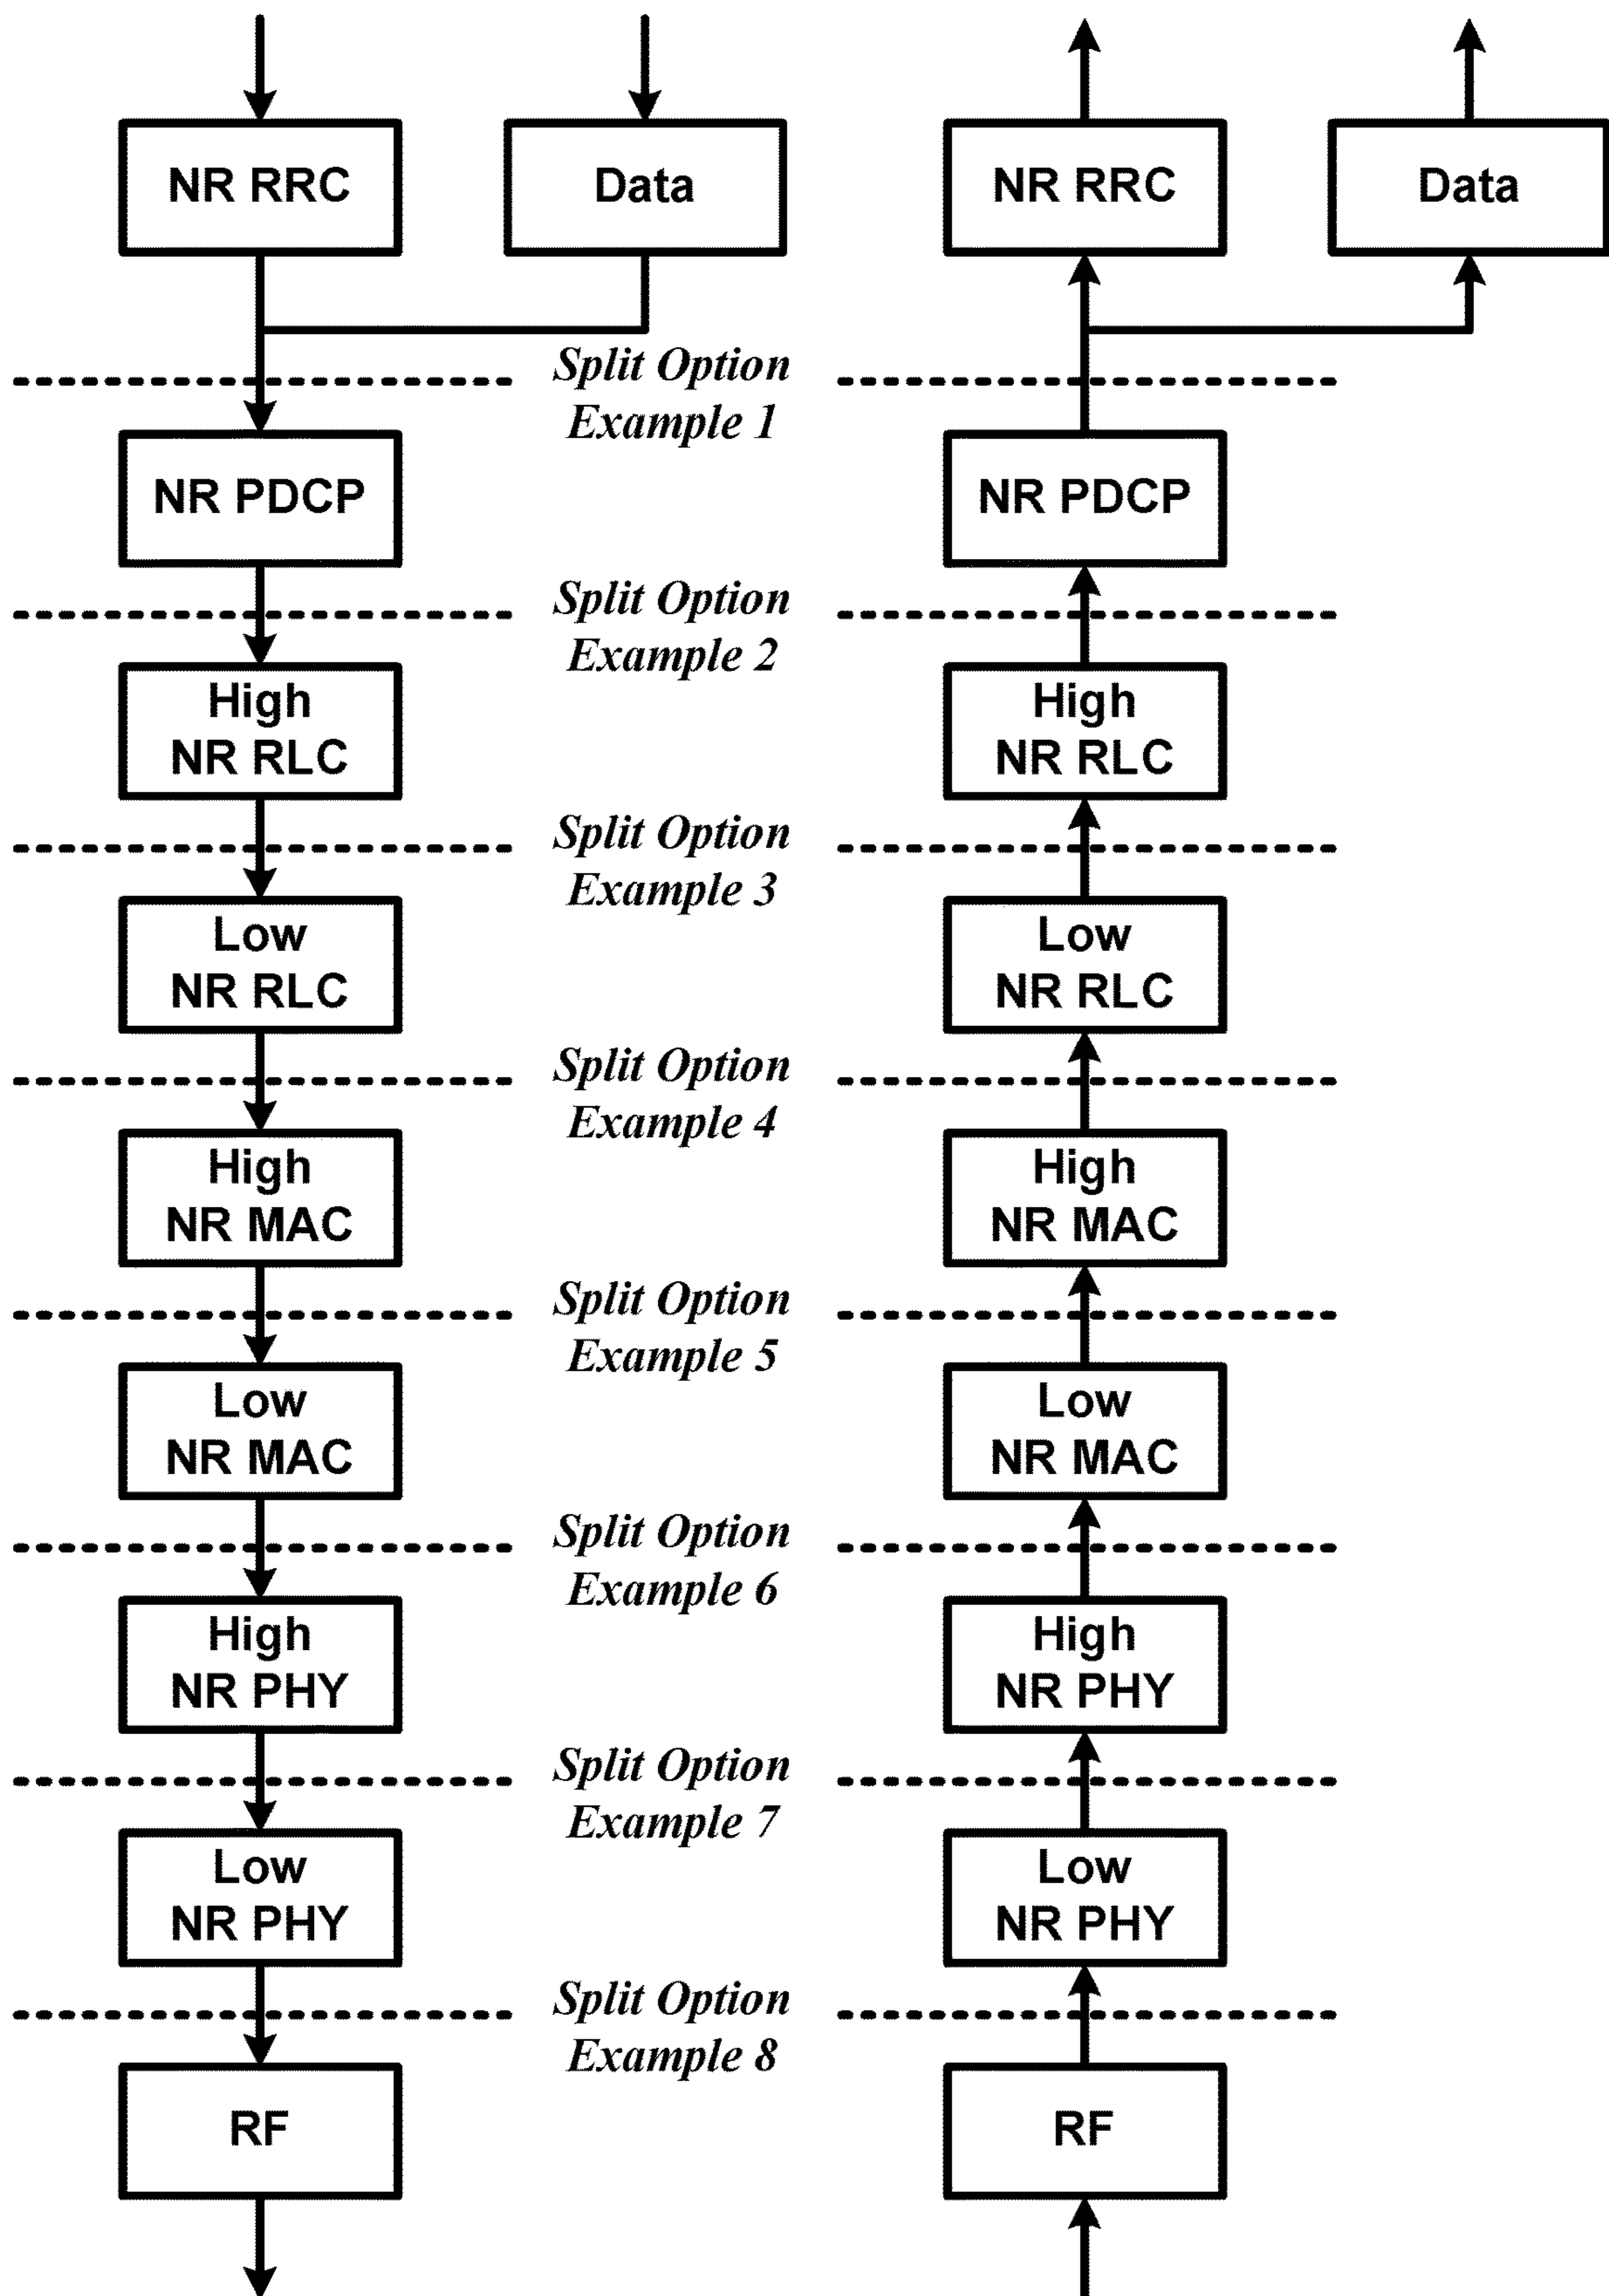 NR RRC
Data
NR RRC
Data
Split Option
Example 1
NR PDCP
NR PDCP
Split Option
Example 2
High
NR RLC
High
NR RLC
Split Option
Example 3
Low
NR RLC
Low
NR RLC
Split Option
Example 4
High
NR MAC
High
NR MAC
Split Option
Example 5
Low
NR MAC
Low
NR MAC
Split Option
Example 6
High
NR PHY
High
NR PHY
Split Option
Example 7
Low
NR PHY
Low
NR PHY
Split Option
Example 8
RF
RF